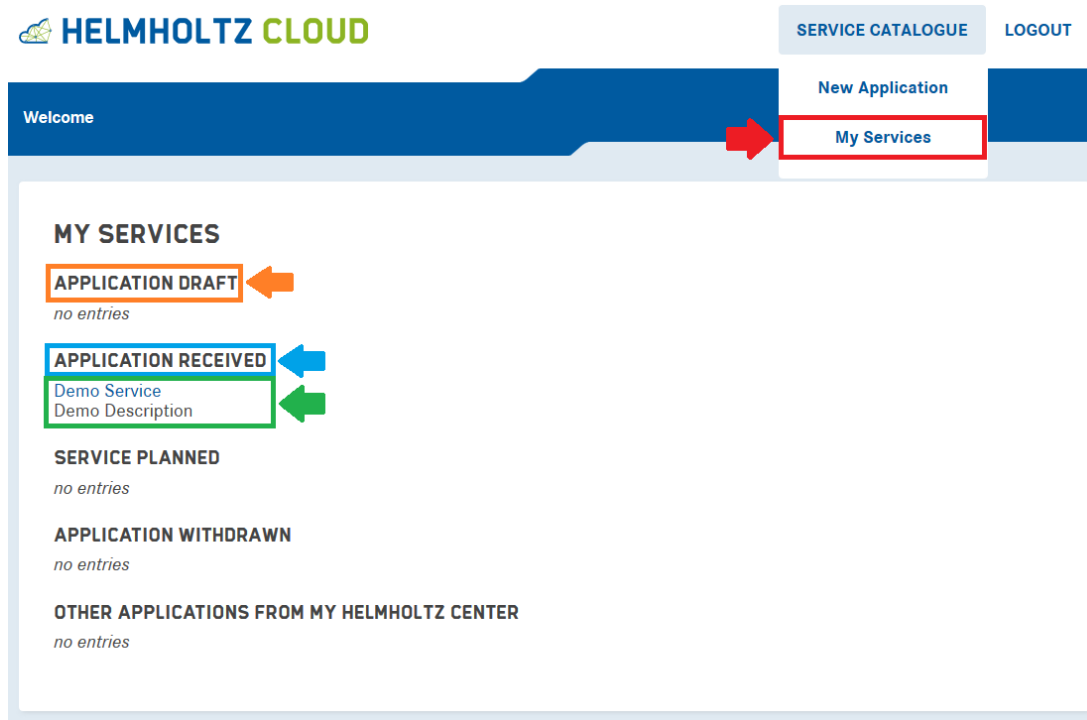 HELMHOLTZ CLOUD
SERVICE CATALOGUE
LOGOUT
New Application
My Services
Welcome
MY SERVICES
APPLICATION DRAFT
no entries
APPLICATION RECEIVED
Demo Service
Demo Description
SERVICE PLANNED
no entries
APPLICATION WITHDRAWN
no entries
OTHER APPLICATIONS FROM MY HELMHOLTZ CENTER
no entries